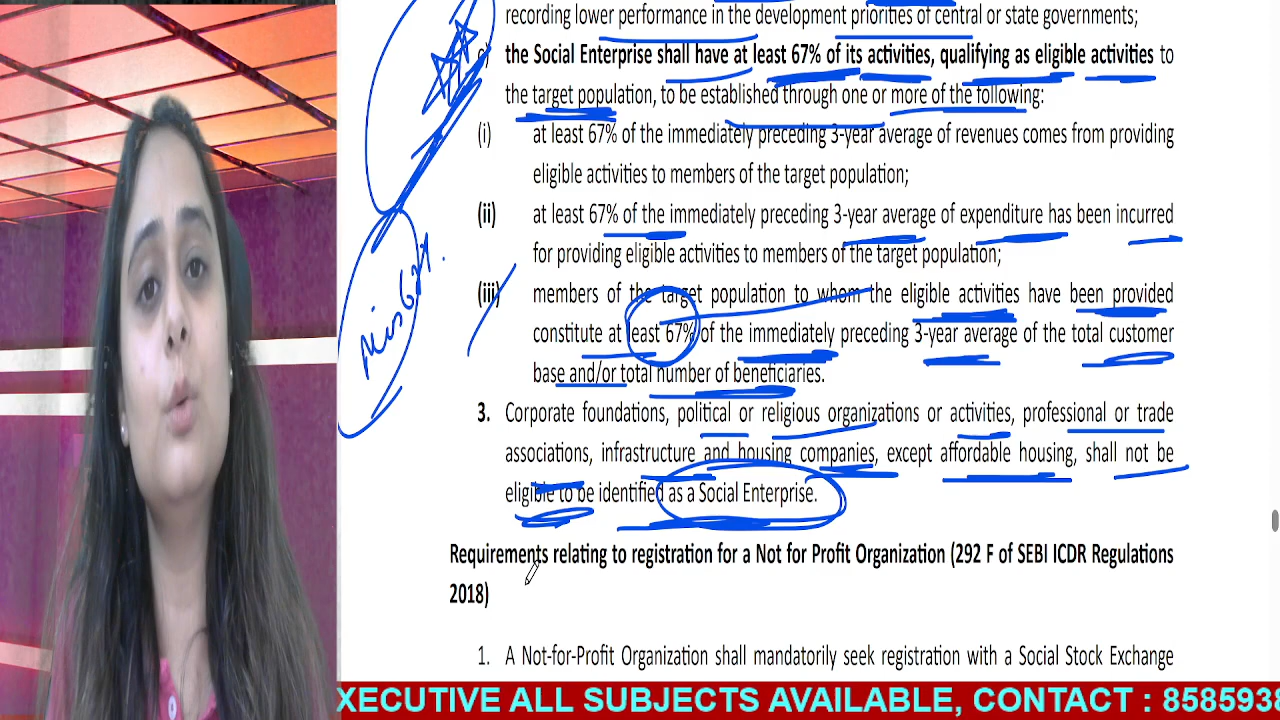 recording lower performance in the development priorities of central or state governments;
c) the Social Enterprise shall have at least 67% of its activities, qualifying as eligible activities to
the target population, to be established through one or more of the following:
(i) at least 67% of the immediately preceding 3-year average of revenues comes from providing
eligible activities to members of the target population;
(ii) at least 67% of the immediately preceding 3-year average of expenditure has been incurred
for providing eligible activities to members of the target population;
(iii) members of the target population to whom the eligible activities have been provided
constitute at least 67% of the immediately preceding 3-year average of the total customer
base and/or total number of beneficiaries.
3. Corporate foundations, political or religious organizations or activities, professional or trade
associations, infrastructure and housing companies, except affordable housing, shall not be
eligible to be identified as a Social Enterprise.
Requirements relating to registration for a Not for Profit Organization (292 F of SEBI ICDR Regulations
2018)
1. A Not-for-Profit Organization shall mandatorily seek registration with a Social Stock Exchange
XECUTIVE ALL SUBJECTS AVAILABLE, CONTACT : 858593